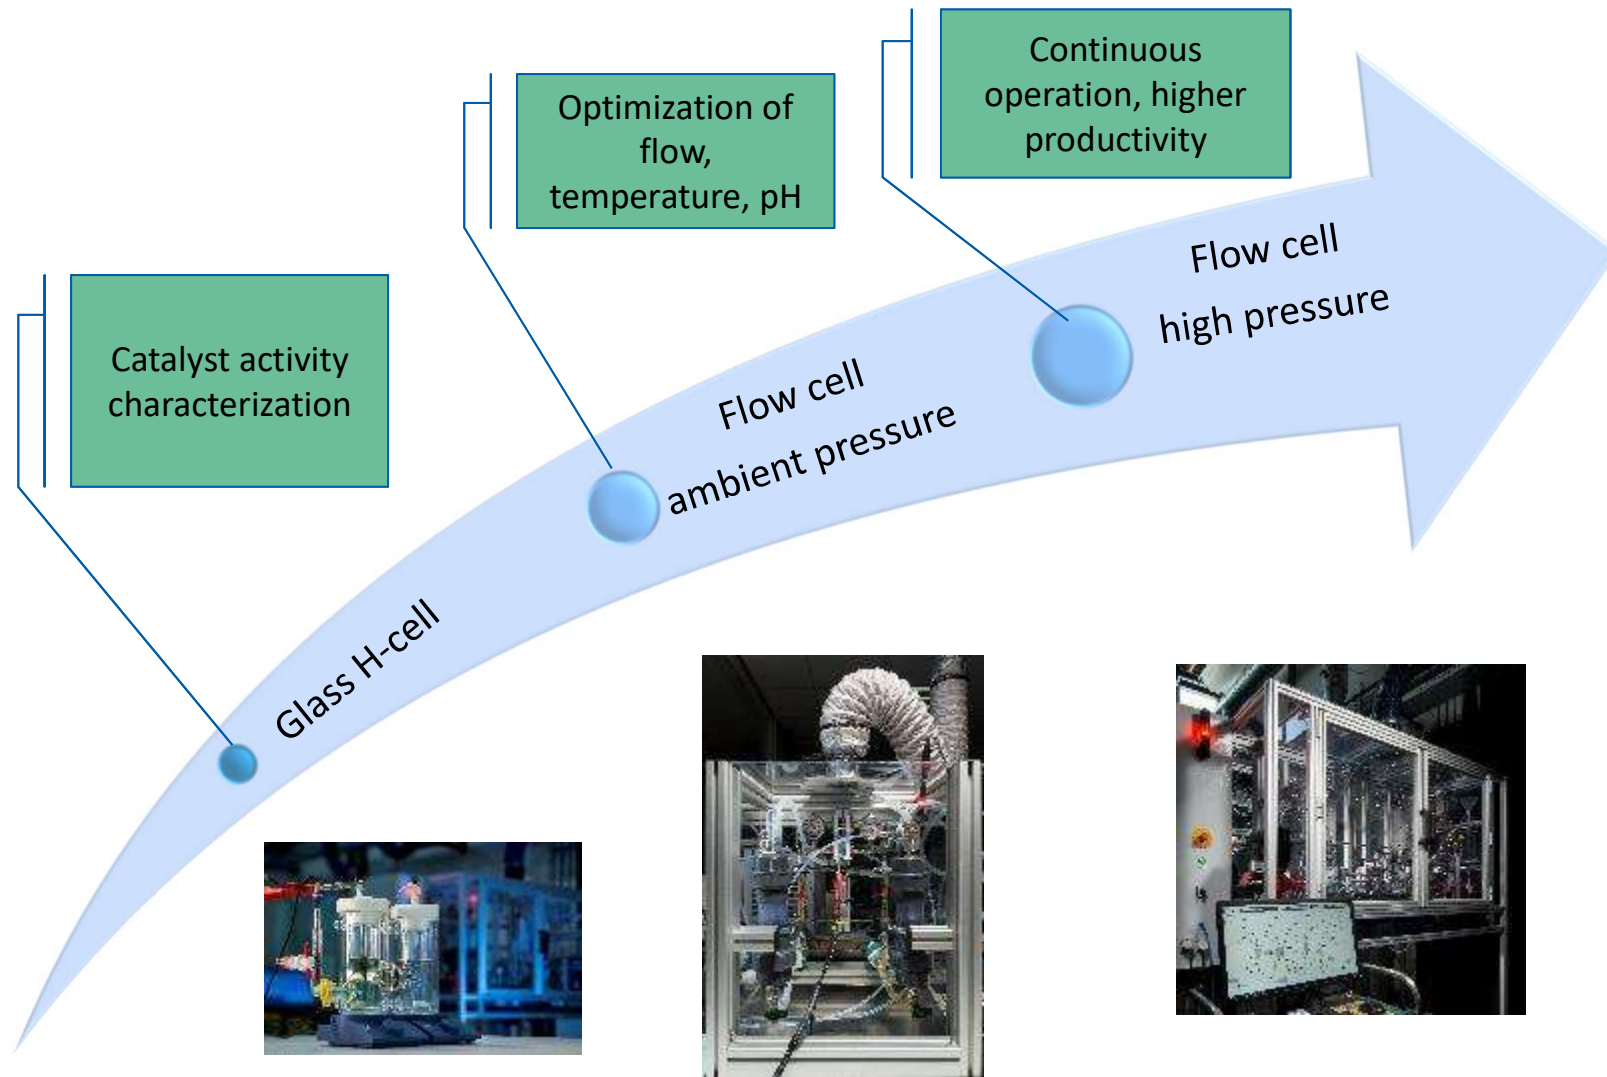 Continuous
operation, higher
productivity
Optimization of
flow,
temperature, pH
Catalyst activity
characterization
Flow cell
high pressure
Flow cell
ambient pressure
Glass H-cell